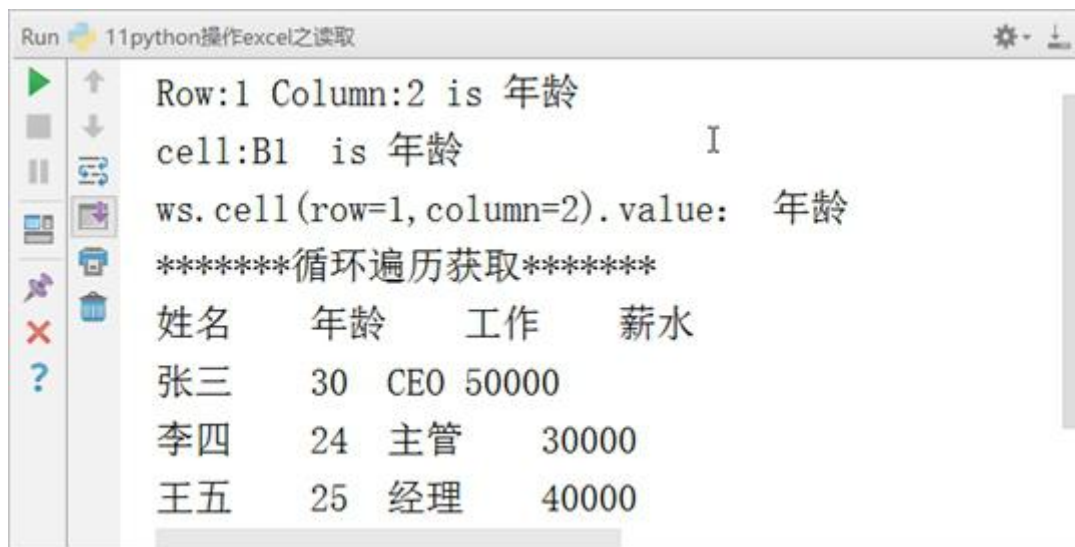 Run 11python操作excel之读取
Row:1 Column:2 is 年龄
cell:B1  is 年龄
ws.cell(row=1,column=2).value:  年龄
*******循环遍历获取*******
姓名    年龄    工作    薪水
张三    30  CEO 50000
李四    24  主管    30000
王五    25  经理    40000